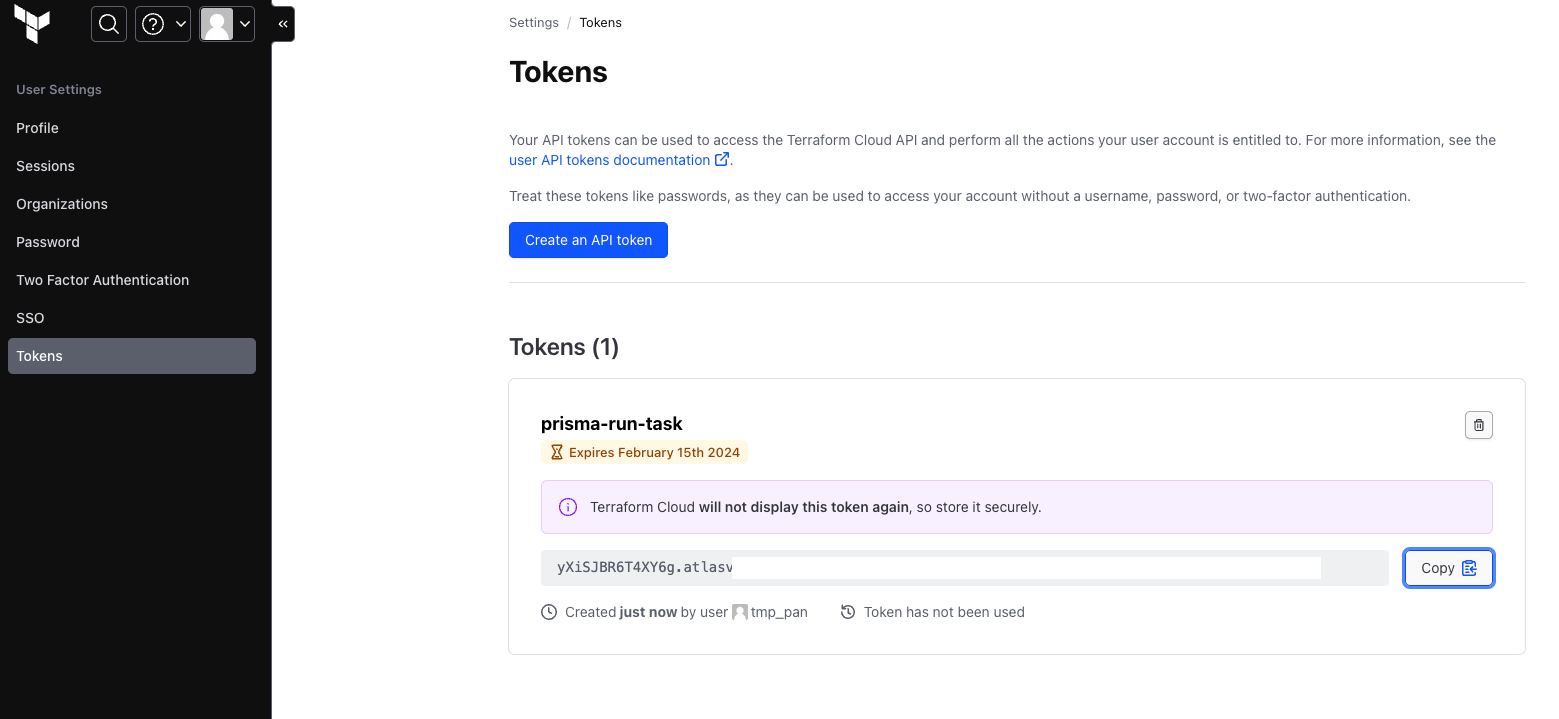 Settings / Tokens
Tokens
User Settings
Profile
Sessions
Organizations
Password
Two Factor Authentication
SSO
Tokens
Your API tokens can be used to access the Terraform Cloud API and perform all the actions your user account is entitled to. For more information, see the
user API tokens documentation.
Treat these tokens like passwords, as they can be used to access your account without a username, password, or two-factor authentication.
Create an API token
Tokens (1)
prisma-run-task
Expires February 15th 2024
Terraform Cloud will not display this token again, so store it securely.
yXiSJBR6T4XY6g.atlasv
Copy
Created just now by user tmp_pan
Token has not been used